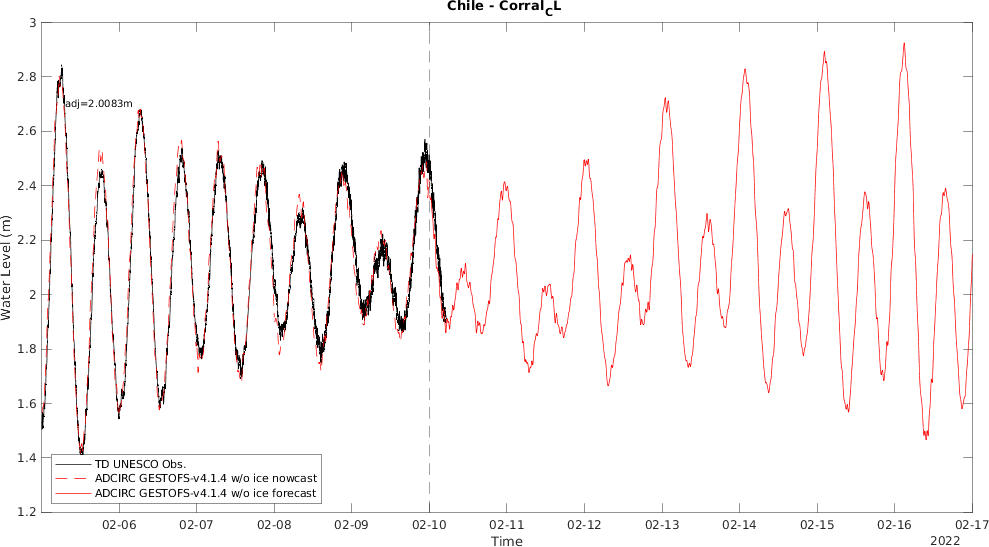 Chile - Corral_CL
3
2.8
2.6
2.4
2.2
2
1.8
1.6
1.4
1.2
Water Level (m)
adj=2.0083m
TD UNESCO Obs.
ADCIRC GESTOFS-v4.1.4 w/o ice nowcast
ADCIRC GESTOFS-v4.1.4 w/o ice forecast
02-06 02-07 02-08 02-09 02-10 02-11 02-12 02-13 02-14 02-15 02-16 02-17
Time
2022